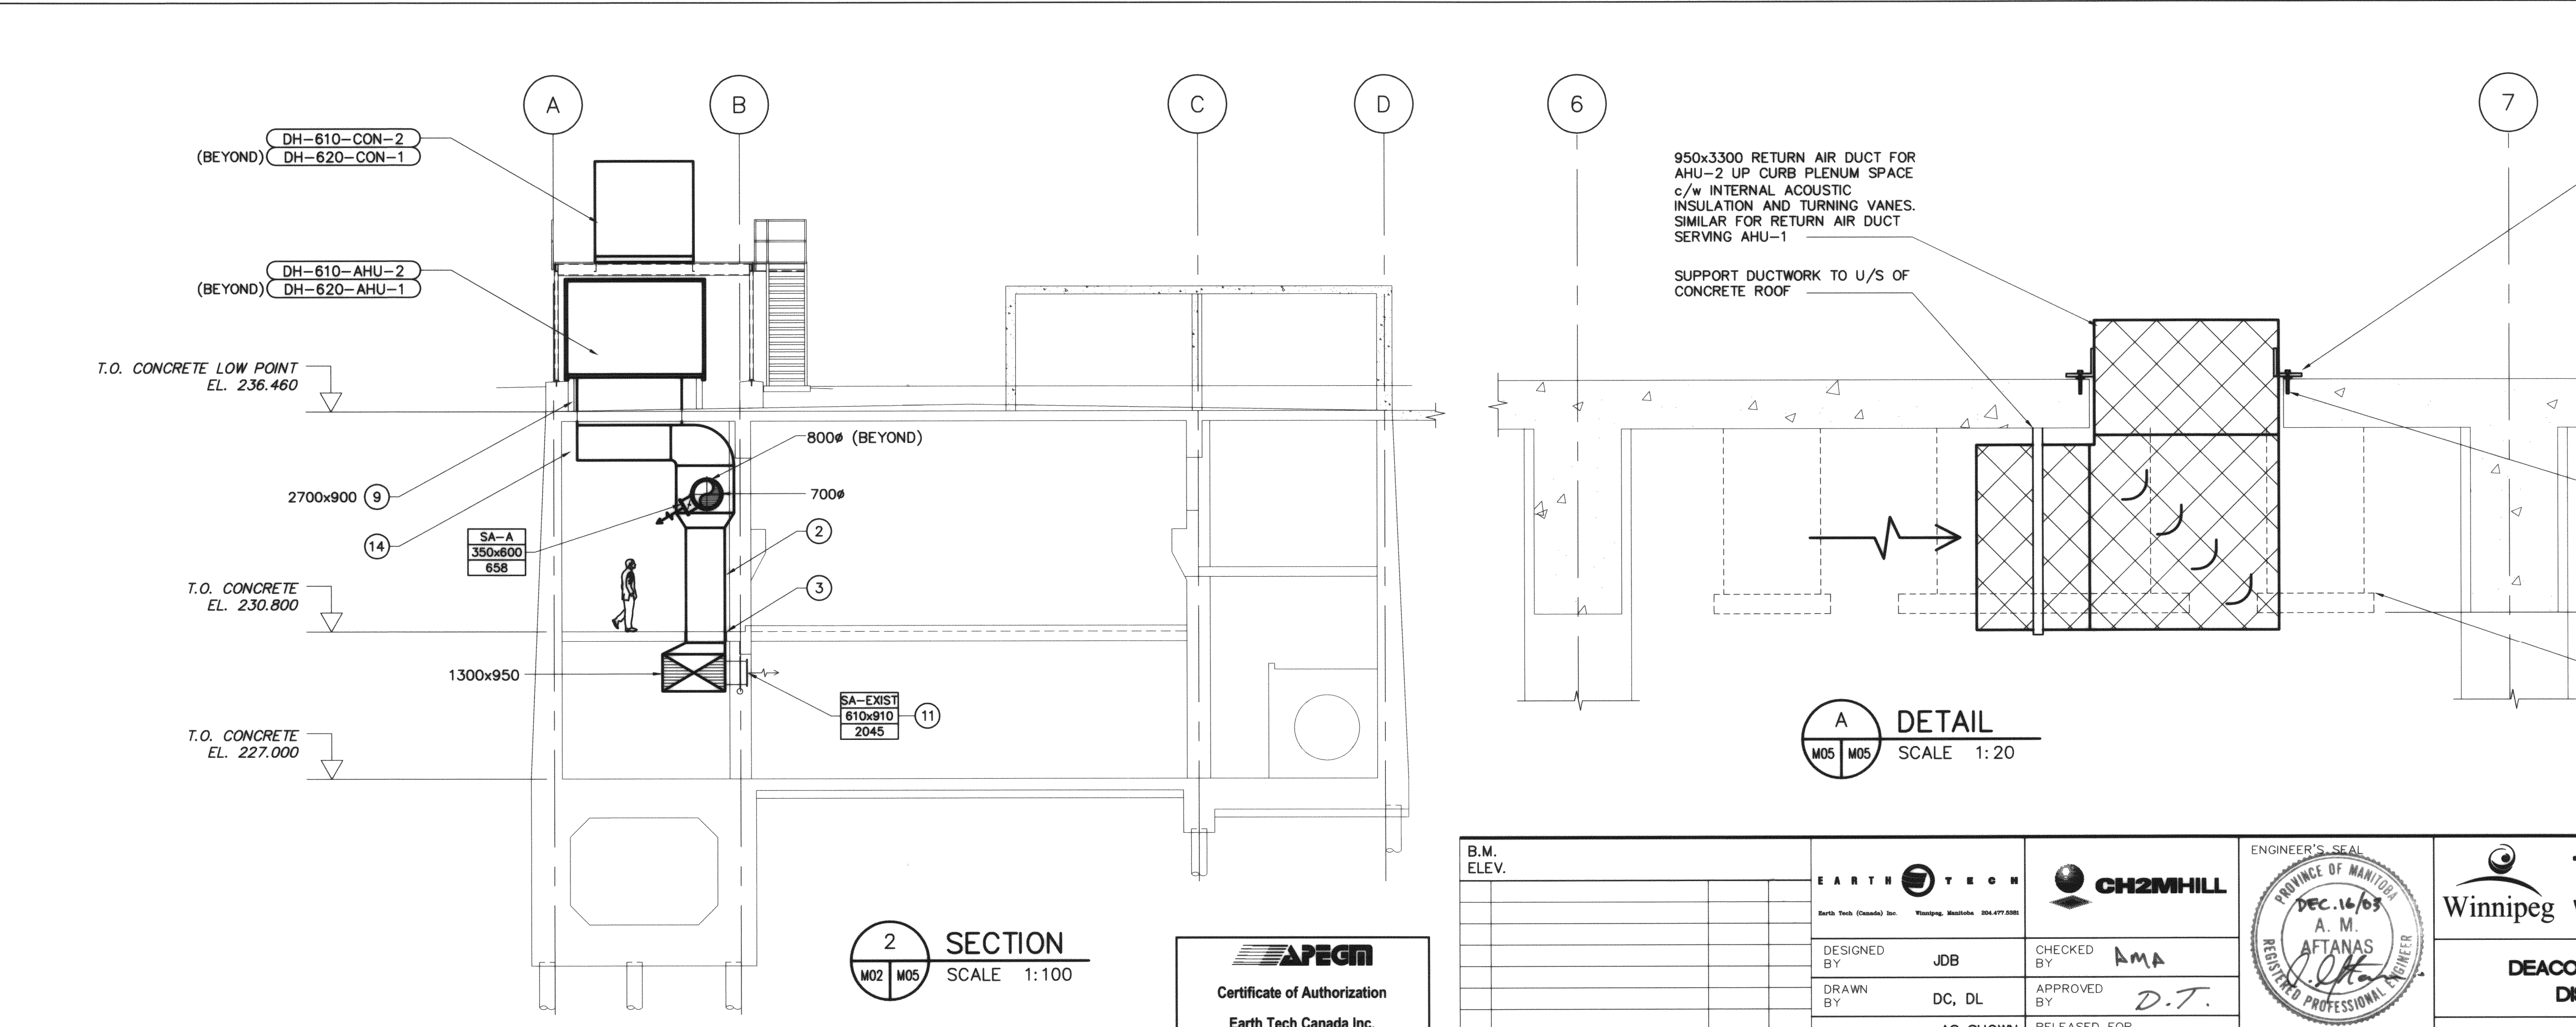 A
B
C
D
6
7
DH-610-CON-2
(BEYOND) DH-620-CON-1
DH-610-AHU-2
(BEYOND) DH-620-AHU-1
T.O. CONCRETE LOW POINT
EL. 236.460
2700x900 9
14
SA-A
350x600
658
800ø (BEYOND)
700ø
2
3
T.O. CONCRETE
EL. 230.800
1300x950
SA-EXIST
610x910
2045
11
T.O. CONCRETE
EL. 227.000
2
M02 M05
SECTION
SCALE 1:100
950x3300 RETURN AIR DUCT FOR
AHU-2 UP CURB PLENUM SPACE
c/w INTERNAL ACOUSTIC
INSULATION AND TURNING VANES.
SIMILAR FOR RETURN AIR DUCT
SERVING AHU-1
SUPPORT DUCTWORK TO U/S OF
CONCRETE ROOF
A
M05 M05
DETAIL
SCALE 1:20
APEGM
Certificate of Authorization
Earth Tech Canada Inc.
B.M.
ELEV.
EARTH TECH
Earth Tech (Canada) Inc. Winnipeg, Manitoba 204.477.5381
CH2MHILL
DESIGNED
BY JDB
CHECKED
BY AMA
DRAWN
BY DC, DL
APPROVED
BY D.T.
AS SHOWN
RELEASED FOR
ENGINEER'S SEAL
PROVINCE OF MANITOBA
DEC. 16/03
A. M.
AFTANAS
REGISTERED PROFESSIONAL ENGINEER
Winnipeg
DEACO